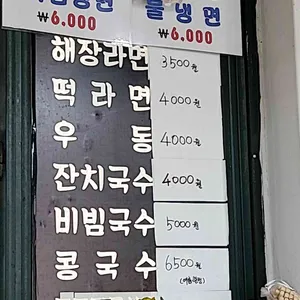 물냉면
₩6.000 ₩6.000
해장라면 3500원
떡라면 4000원
우동 4000원
잔치국수 4000원
비빔국수 5000원
콩국수 6500원